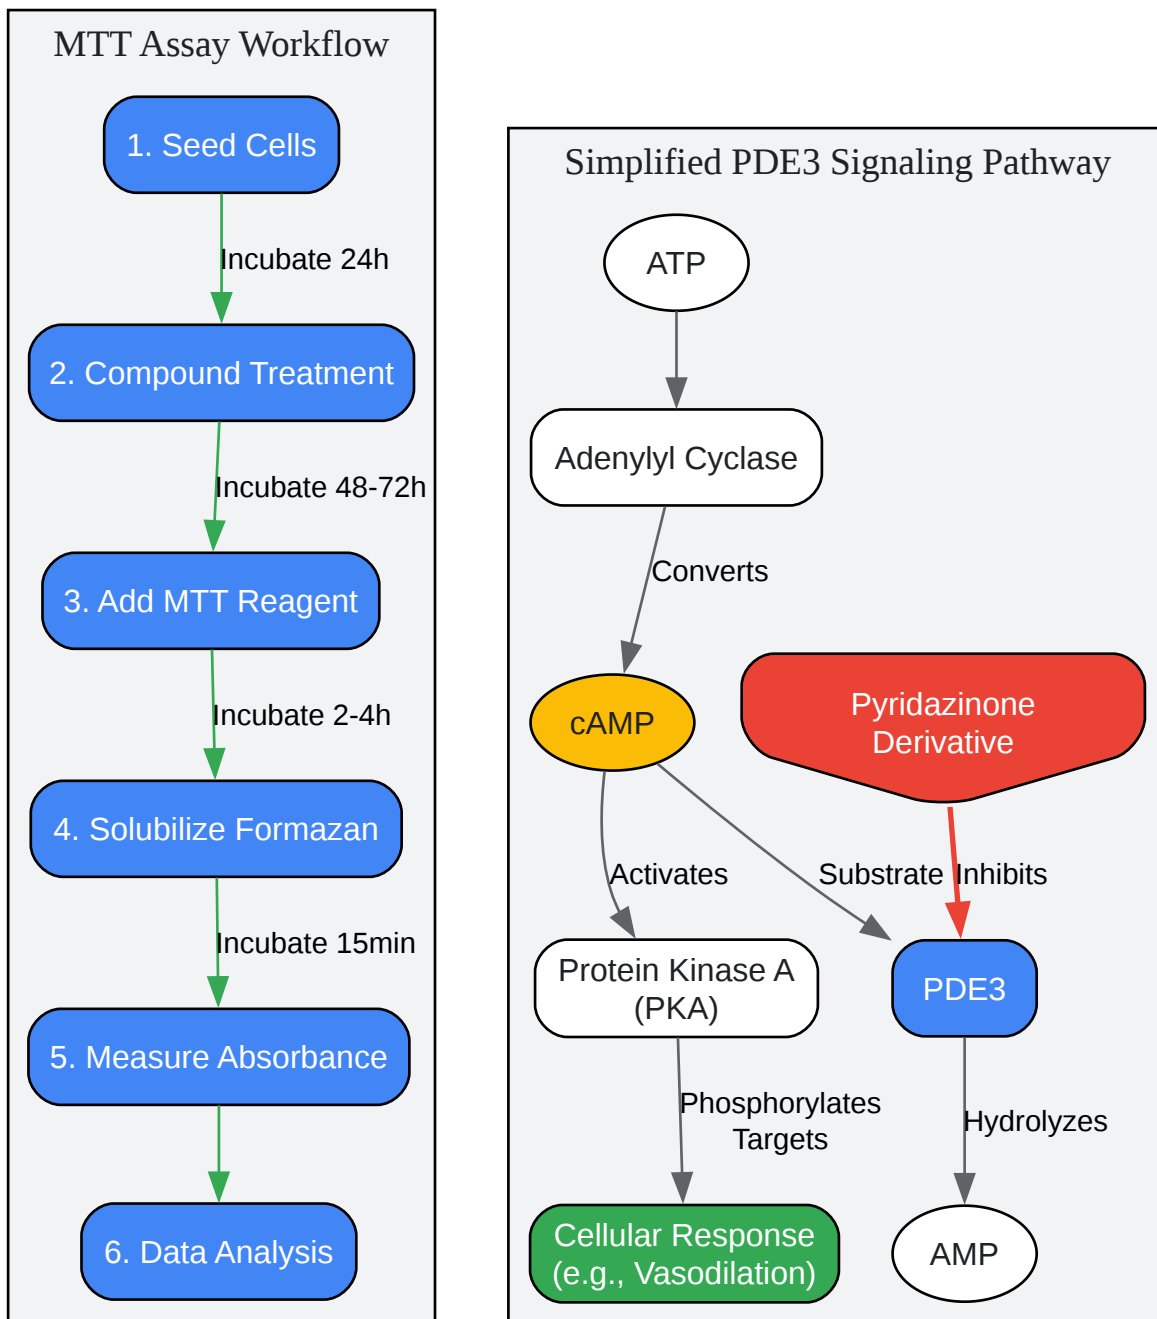 MTT Assay Workflow
1. Seed Cells
Incubate 24h
2. Compound Treatment
Incubate 48-72h
3. Add MTT Reagent
Incubate 2-4h
4. Solubilize Formazan
Incubate 15min
5. Measure Absorbance
6. Data Analysis
Simplified PDE3 Signaling Pathway
ATP
Adenylyl Cyclase
Converts
cAMP
Pyridazinone
Derivative
Activates
Substrate
Inhibits
Protein Kinase A
(PKA)
PDE3
Phosphorylates
Targets
Hydrolyzes
Cellular Response
(e.g., Vasodilation)
AMP